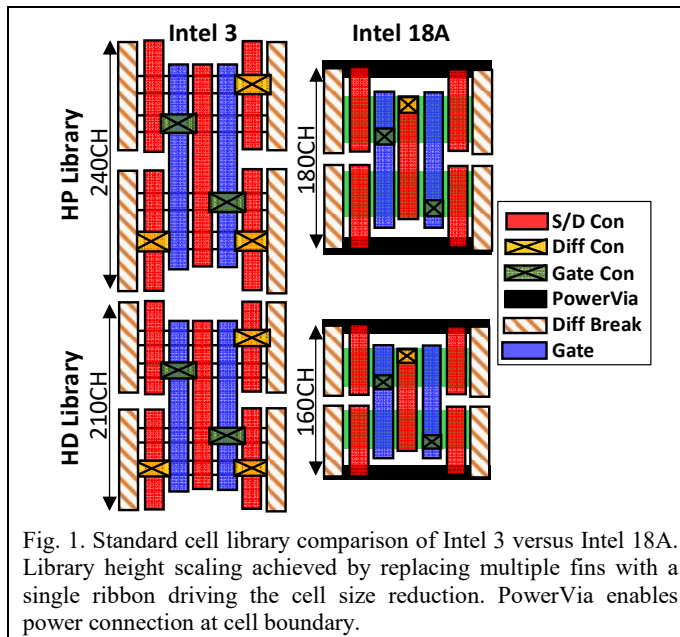 Intel 3
Intel 18A
HP Library
240CH
180CH
HD Library
210CH
160CH
S/D Con
Diff Con
Gate Con
PowerVia
Diff Break
Gate
Fig. 1. Standard cell library comparison of Intel 3 versus Intel 18A.
Library height scaling achieved by replacing multiple fins with a
single ribbon driving the cell size reduction. PowerVia enables
power connection at cell boundary.